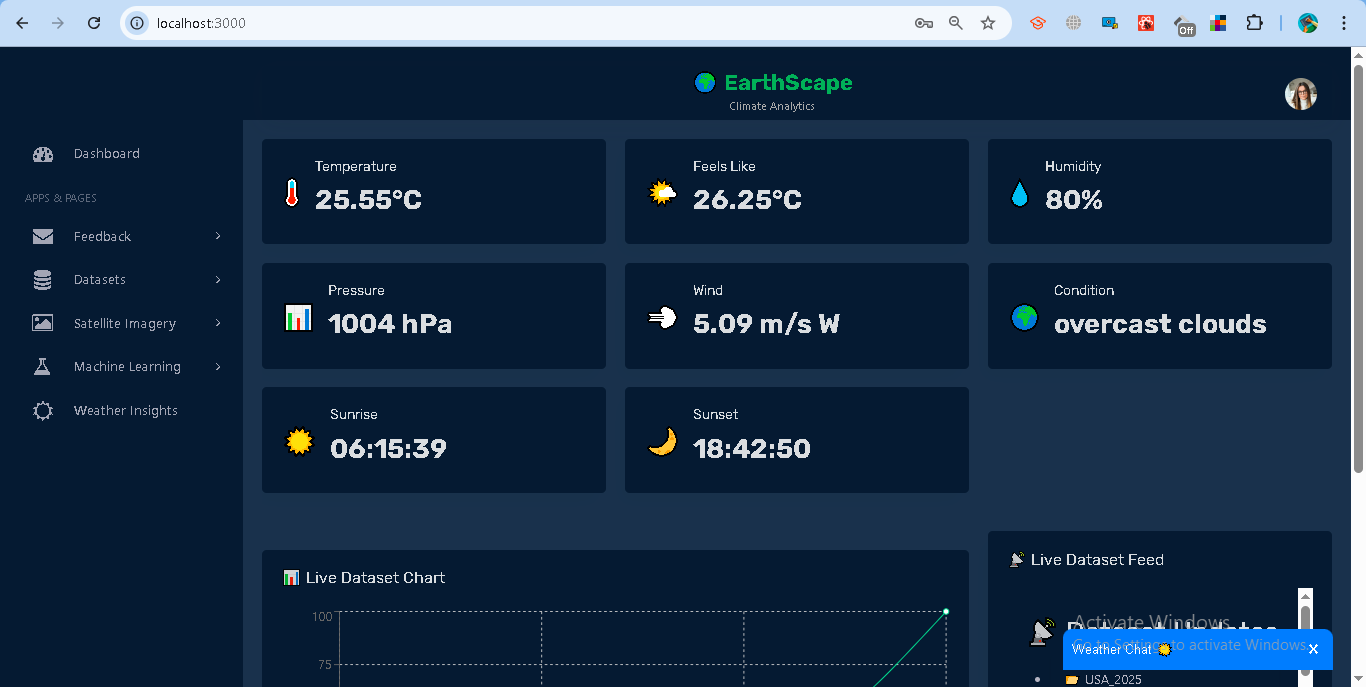 localhost:3000
Off
EarthScape
Climate Analytics
Dashboard
APPS & PAGES
Feedback
Datasets
Satellite Imagery
Machine Learning
Weather Insights
Temperature
25.55°C
Feels Like
26.25°C
Humidity
80%
Pressure
1004 hPa
Wind
5.09 m/s W
Condition
overcast clouds
Sunrise
06:15:39
Sunset
18:42:50
Live Dataset Chart
100
75
Live Dataset Feed
Dataset Updates
Activate Windows
Go to Settings to activate Windows.
Weather Chat
USA_2025